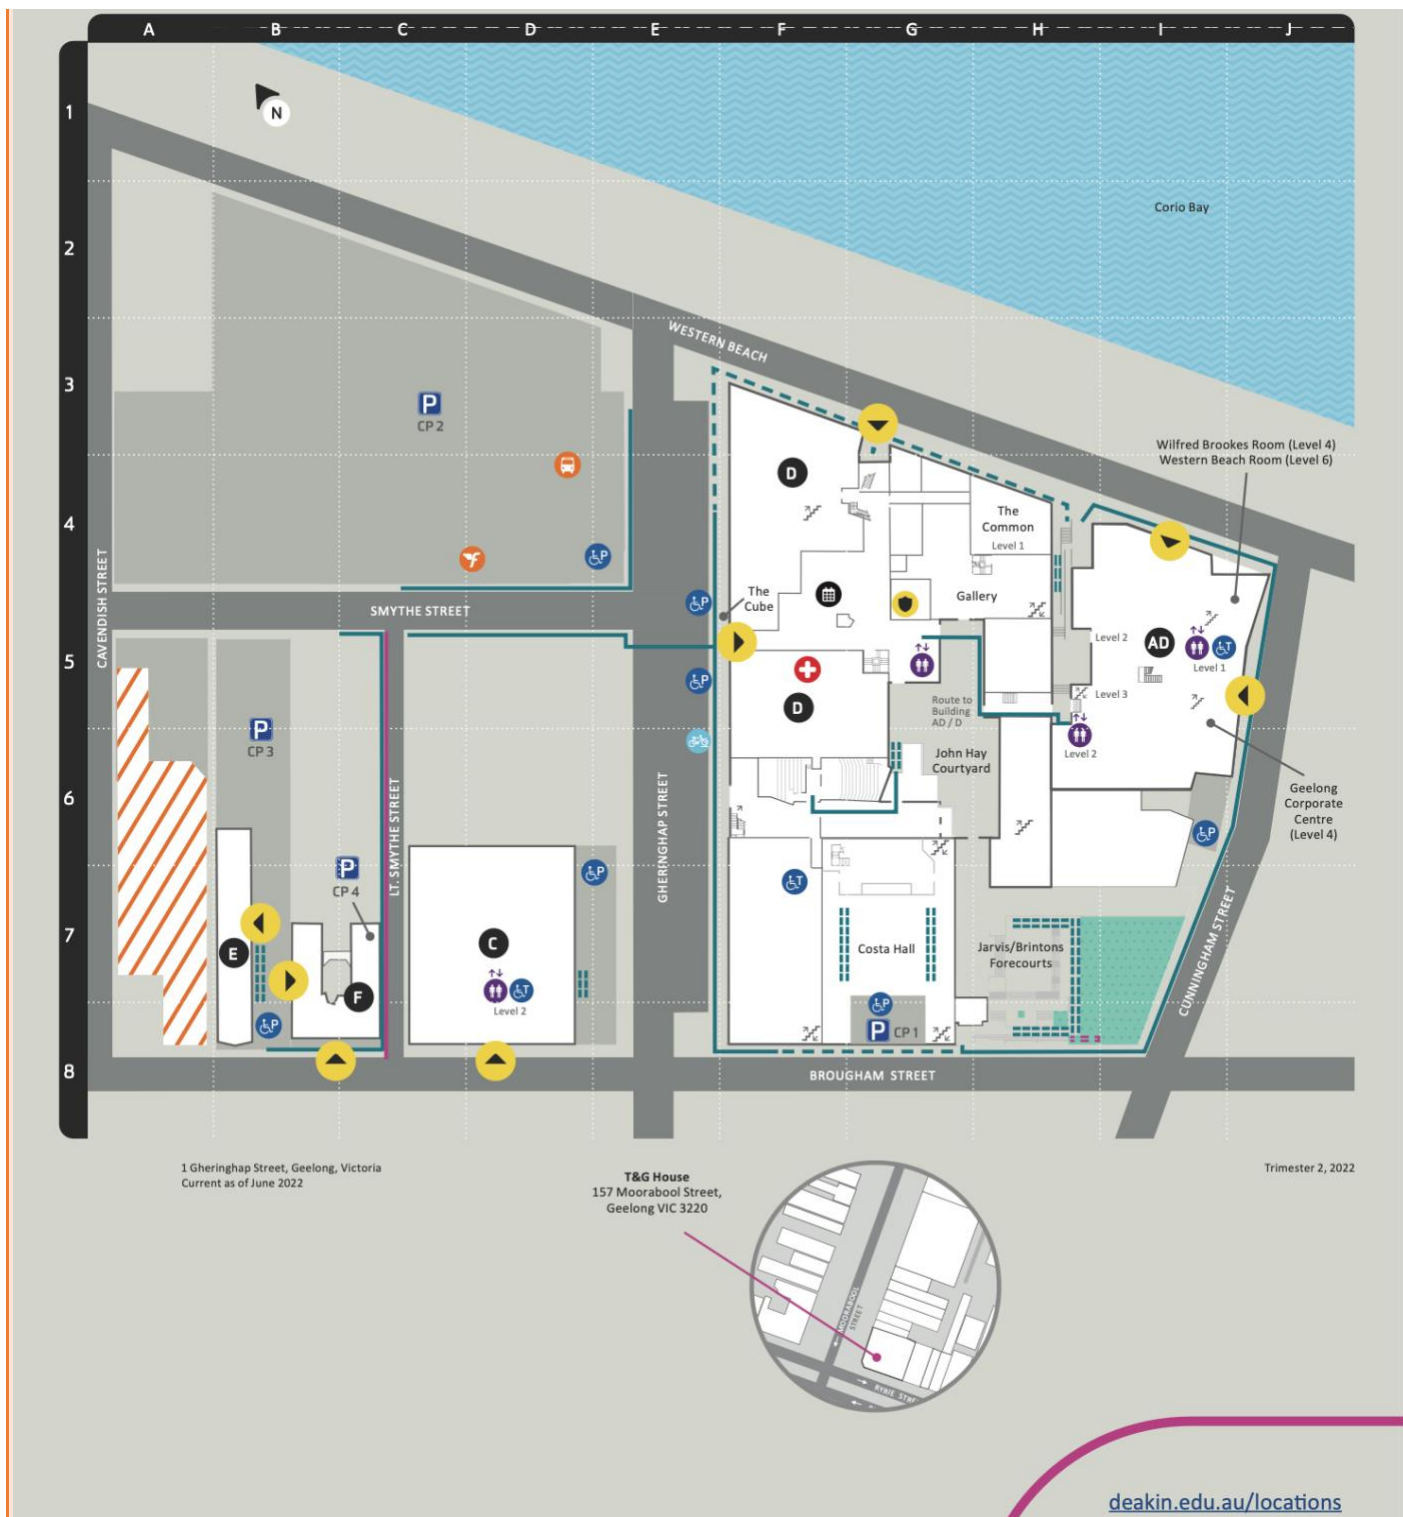 A B C D E F G H I J
1
N
Corio Bay
2
WESTERN BEACH
3
P
CP 2
Wilfred Brookes Room (Level 4)
Western Beach Room (Level 6)
D
4
The
Common
Level 1
P
CAVENDISH STREET
SMYTHE STREET
P
The
Cube
Gallery
5
Level 2
AD
T
Level 1
P
Level 3
D
Route to
Building
AD / D
P
CP 3
Level 2
John Hay
Courtyard
6
LT. SMYTHE STREET
GHERINGHAP STREET
Geelong
Corporate
Centre
(Level 4)
P
P
CP 4
P
T
7
E
C
Costa Hall
Jarvis/Brintons
Forecourts
CUNNINGHAM STREET
F
T
Level 2
P
P
P
CP 1
8
BROUGHAM STREET
1 Gheringhap Street, Geelong, Victoria
Current as of June 2022
Trimester 2, 2022
T&G House
157 Moorabool Street,
Geelong VIC 3220
MOORABOOL
STREET
RYRIE STRE
deakin.edu.au/locations